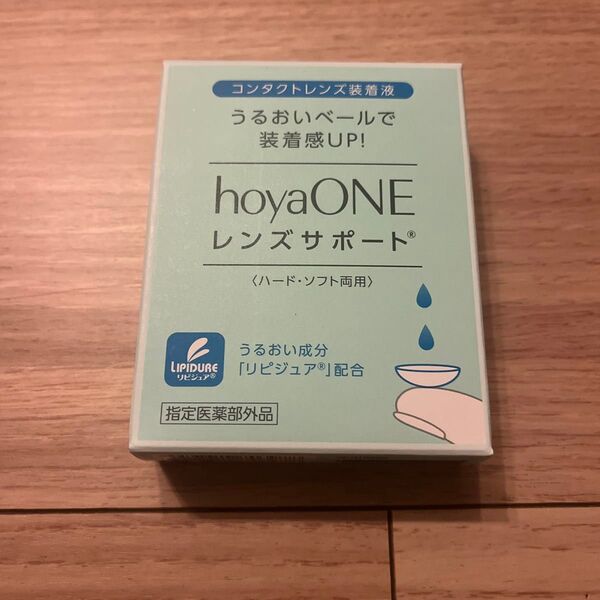 コンタクトレンズ装着液
うるおいベールで
装着感UP!
hoyaONE
レンズサポート®
〈ハード・ソフト両用〉
うるおい成分
「リピジュア®」配合
LIPIDURE
リピジュア®
指定医薬部外品